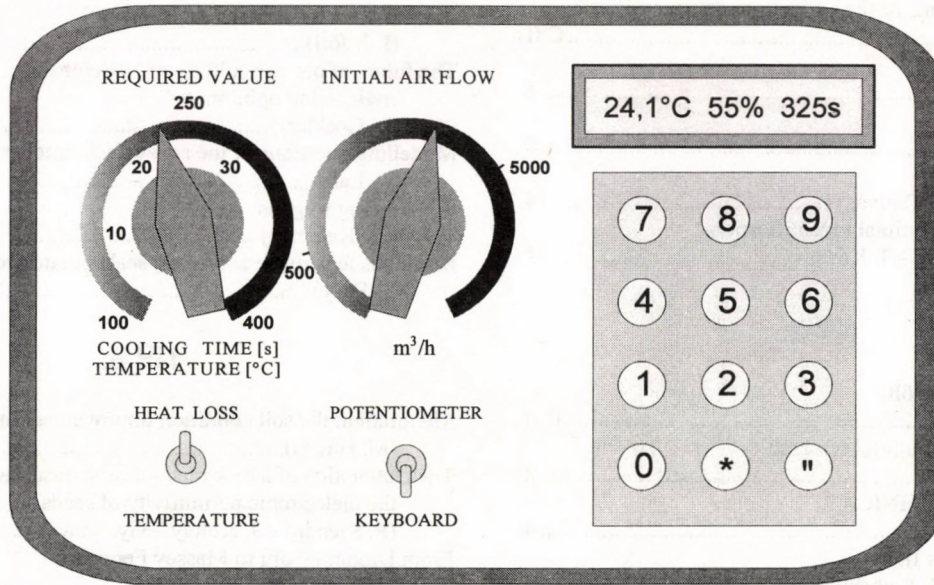 REQUIRED VALUE
INITIAL AIR FLOW
24,1°C 55% 325s
250
20
30
10
100
400
5000
500
COOLING TIME [s]
TEMPERATURE [°C]
m³/h
HEAT LOSS
POTENTIOMETER
TEMPERATURE
KEYBOARD
7 8 9
4 5 6
1 2 3
0 * "